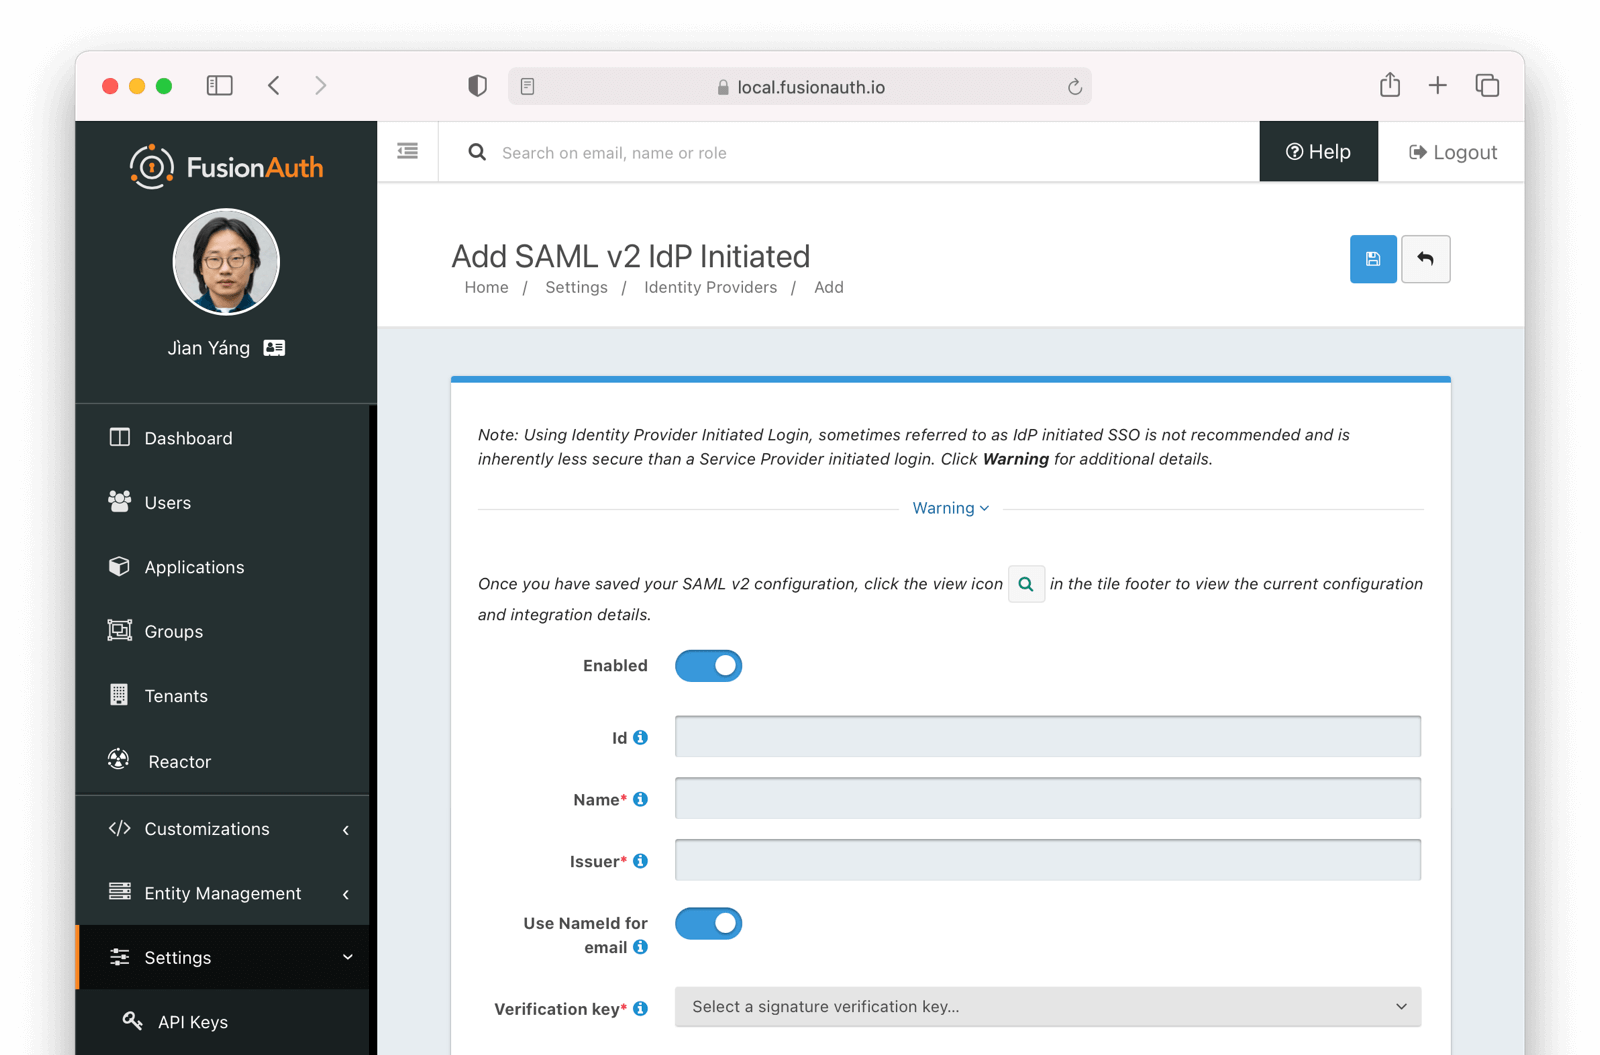 local.fusionauth.io
FusionAuth
Search on email, name or role
Help
Logout
Jìan Yáng
Add SAML v2 IdP Initiated
Home / Settings / Identity Providers / Add
Dashboard
Users
Applications
Groups
Tenants
Reactor
Customizations
Entity Management
Settings
API Keys
Note: Using Identity Provider Initiated Login, sometimes referred to as IdP initiated SSO is not recommended and is
inherently less secure than a Service Provider initiated login. Click Warning for additional details.
Warning
Once you have saved your SAML v2 configuration, click the view icon in the tile footer to view the current configuration
and integration details.
Enabled
Id
Name*
Issuer*
Use NameId for
email
Verification key* Select a signature verification key...